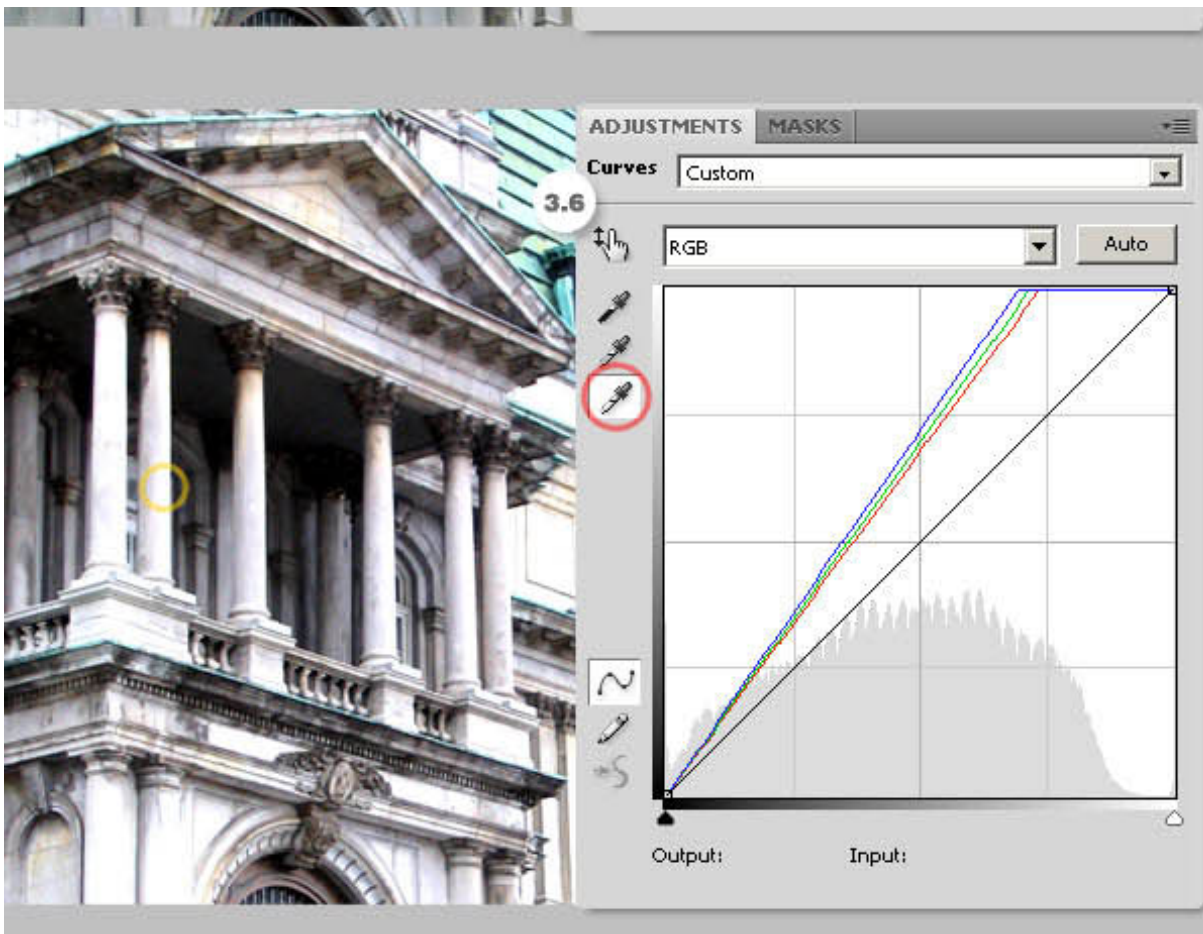 ADJUSTMENTS MASKS
Curves Custom
3.6
RGB Auto
Output: Input: